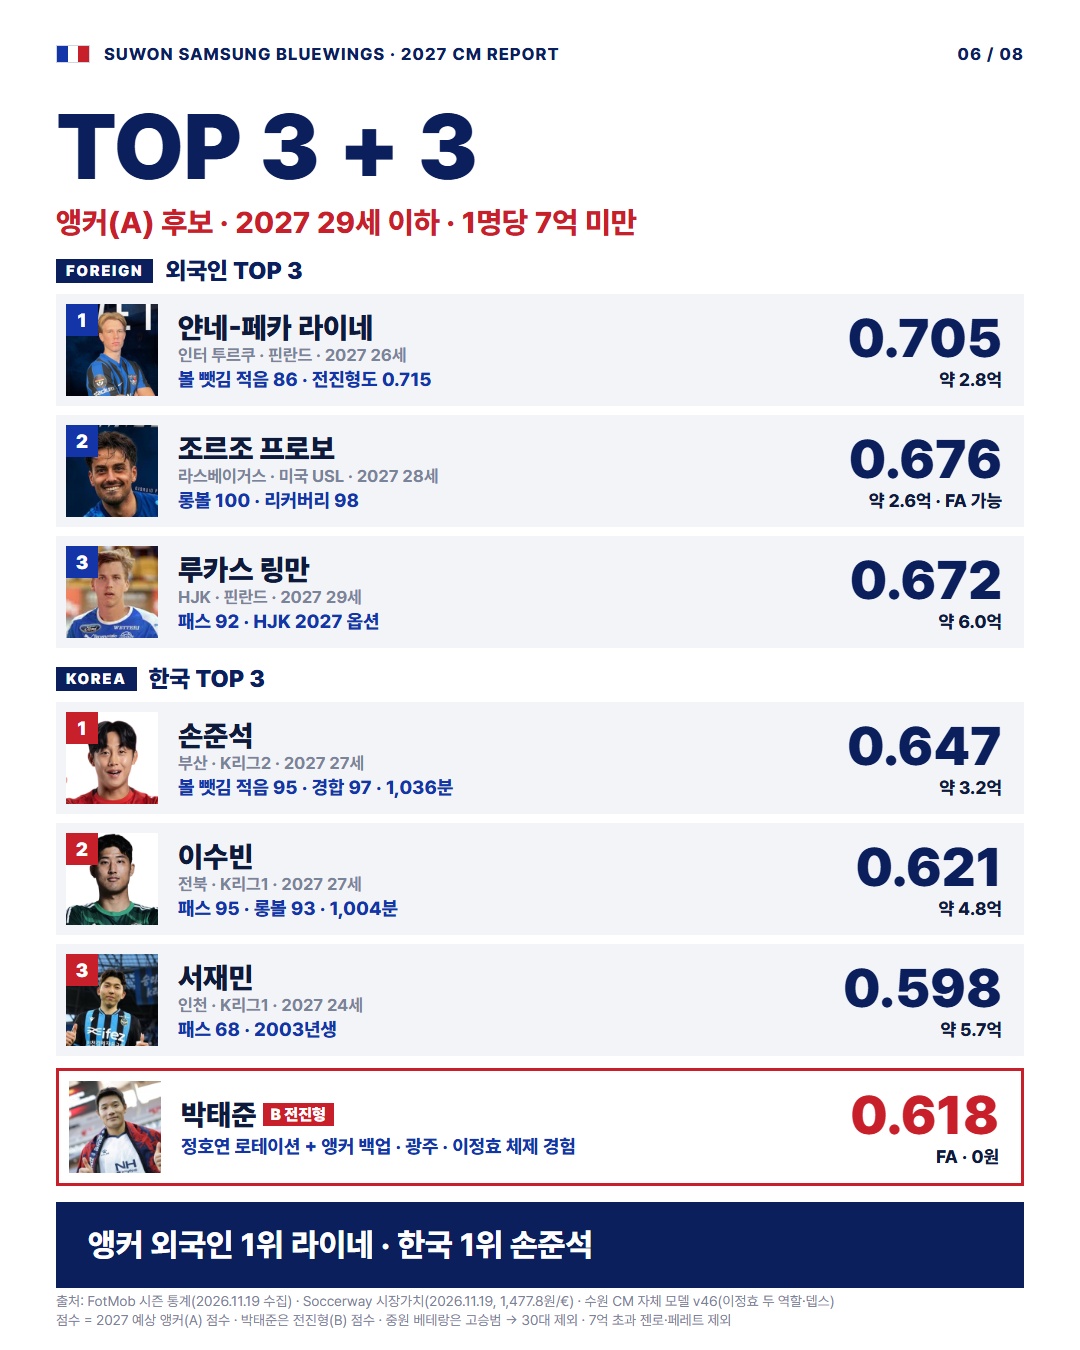 SUWON SAMSUNG BLUEWINGS · 2027 CM REPORT
06 / 08
TOP 3 + 3
앵커(A) 후보 · 2027 29세 이하 · 1명당 7억 미만
FOREIGN 외국인 TOP 3
1
얀네-페카 라이네
인터 투르쿠 · 핀란드 · 2027 26세
볼 뺏김 적음 86 · 전진형도 0.715
0.705
약 2.8억
2
조르조 프로보
라스베이거스 · 미국 USL · 2027 28세
롱볼 100 · 리커버리 98
0.676
약 2.6억 · FA 가능
3
루카스 링만
HJK · 핀란드 · 2027 29세
패스 92 · HJK 2027 옵션
0.672
약 6.0억
KOREA 한국 TOP 3
1
손준석
부산 · K리그2 · 2027 27세
볼 뺏김 적음 95 · 경합 97 · 1,036분
0.647
약 3.2억
2
이수빈
전북 · K리그1 · 2027 27세
패스 95 · 롱볼 93 · 1,004분
0.621
약 4.8억
3
서재민
인천 · K리그1 · 2027 24세
패스 68 · 2003년생
0.598
약 5.7억
NH
박태준 B 전진형
정호연 로테이션 + 앵커 백업 · 광주 · 이정효 체제 경험
0.618
FA · 0원
앵커 외국인 1위 라이네 · 한국 1위 손준석
출처: FotMob 시즌 통계(2026.11.19 수집) · Soccerway 시장가치(2026.11.19, 1,477.8원/€) · 수원 CM 자체 모델 v46(이정효 두 역할·뎁스)
점수 = 2027 예상 앵커(A) 점수 · 박태준은 전진형(B) 점수 · 중원 베테랑은 고승범 → 30대 제외 · 7억 초과 젠로·페레트 제외